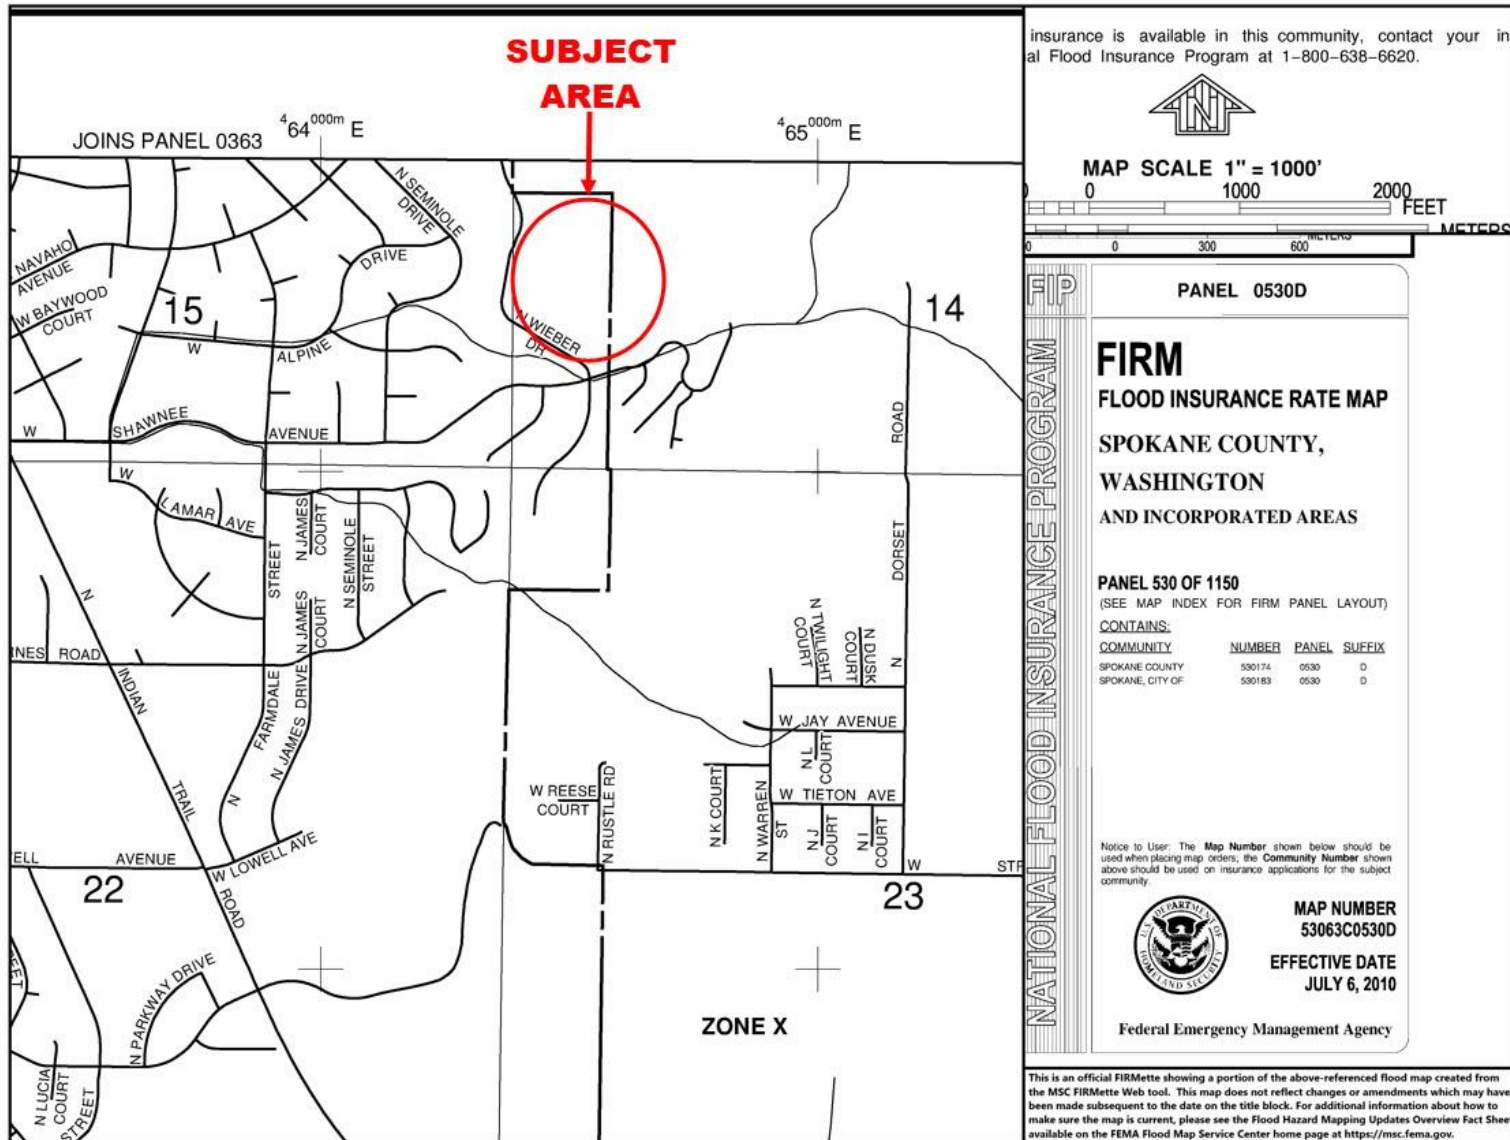 SUBJECT
AREA
JOINS PANEL 0363
464000m E
465000m E
N SEMINOLE
DRIVE
DRIVE
NAVAHO
AVENUE
W BAYWOOD
COURT
15
14
W
ALPINE
N WIEBER
DR
W
SHAWNEE
AVENUE
ROAD
W
LAMAR AVE
N JAMES
COURT
STREET
N SEMINOLE
STREET
DORSET
N
N
N JAMES
COURT
N TWILIGHT
COURT
N DUSK
COURT
INES ROAD
INDIAN
FARMDALE
N JAMES DRIVE
W JAY AVENUE
N L
COURT
TRAIL
N
W REESE
COURT
N RUSTLE RD
N K COURT
N WARREN
ST
W TIETON AVE
N J
COURT
N I
COURT
ELL AVENUE
W LOWELL AVE
W STR
22
23
ROAD
EET
N PARKWAY DRIVE
ZONE X
N LUCIA
COURT
STREET
insurance is available in this community, contact your in
al Flood Insurance Program at 1-800-638-6620.
N
MAP SCALE 1" = 1000'
0 1000 2000
FEET
METERS
METERS
0 0 300 600
FIP
NATIONAL FLOOD INSURANCE PROGRAM
PANEL 0530D
FIRM
FLOOD INSURANCE RATE MAP
SPOKANE COUNTY,
WASHINGTON
AND INCORPORATED AREAS
PANEL 530 OF 1150
(SEE MAP INDEX FOR FIRM PANEL LAYOUT)
CONTAINS:
COMMUNITY NUMBER PANEL SUFFIX
SPOKANE COUNTY 530174 0530 D
SPOKANE, CITY OF 530183 0530 D
Notice to User: The Map Number shown below should be
used when placing map orders; the Community Number shown
above should be used on insurance applications for the subject
community.
U.S. DEPARTMENT OF
HOMELAND SECURITY
MAP NUMBER
53063C0530D
EFFECTIVE DATE
JULY 6, 2010
Federal Emergency Management Agency
This is an official FIRMette showing a portion of the above-referenced flood map created from
the MSC FIRMette Web tool. This map does not reflect changes or amendments which may have
been made subsequent to the date on the title block. For additional information about how to
make sure the map is current, please see the Flood Hazard Mapping Updates Overview Fact Shee
available on the FEMA Flood Map Service Center home page at https://msc.fema.gov.